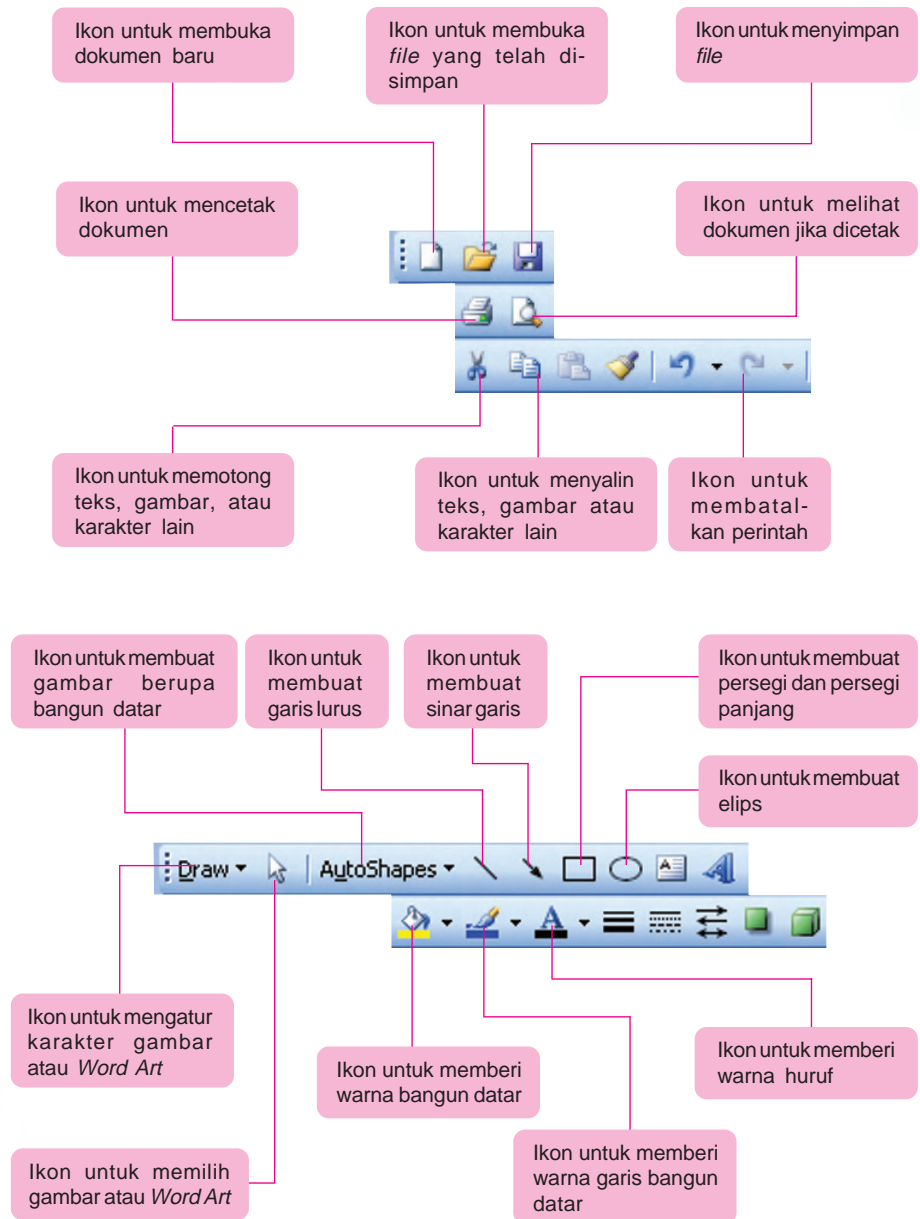 Ikon untuk membuka
dokumen baru
Ikon untuk membuka
file yang telah di-
simpan
Ikon untuk menyimpan
file
Ikon untuk mencetak
dokumen
Ikon untuk melihat
dokumen jika dicetak
Ikon untuk memotong
teks, gambar, atau
karakter lain
Ikon untuk menyalin
teks, gambar atau
karakter lain
Ikon untuk
membatal-
kan perintah
Ikon untuk membuat
gambar berupa
bangun datar
Ikon untuk
membuat
garis lurus
Ikon untuk
membuat
sinar garis
Ikon untuk membuat
persegi dan persegi
panjang
Ikon untuk membuat
elips
Draw AutoShapes A
A
Ikon untuk mengatur
karakter gambar
atau Word Art
Ikon untuk memberi
warna bangun datar
Ikon untuk memberi
warna huruf
Ikon untuk memilih
gambar atau Word Art
Ikon untuk memberi
warna garis bangun
datar